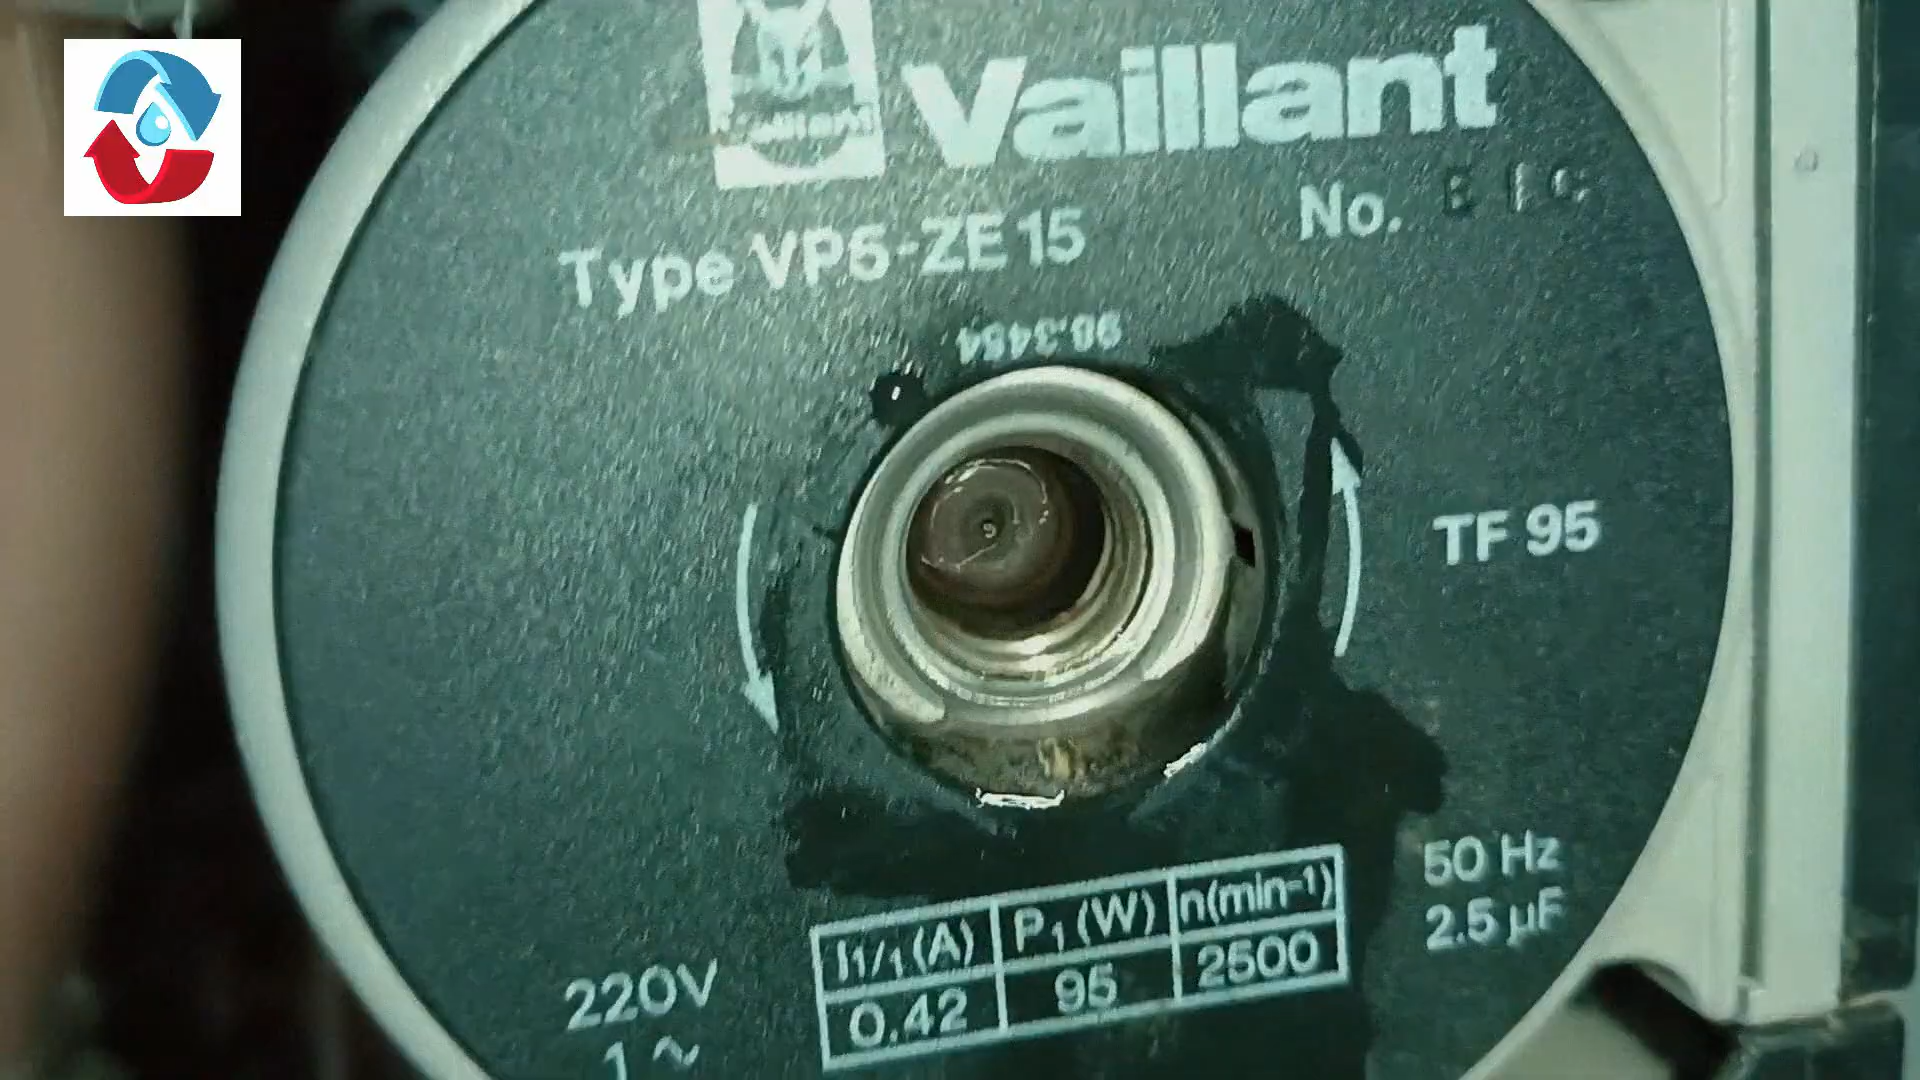 Vaillant
Vaillant
No.
Type VP5-ZE 15
98.3484
TF 95
50 Hz
2.5 µF
I1/1 (A) P1 (W) n(min-1)
0.42 95 2500
220V
1 ~